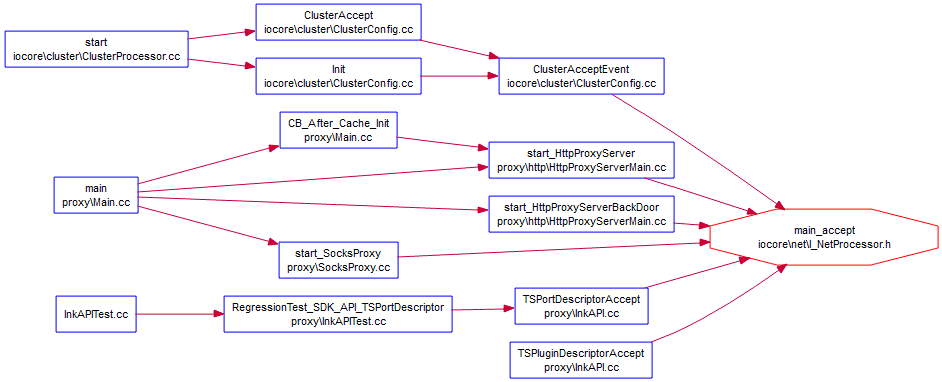 start
iocore\cluster\ClusterProcessor.cc
ClusterAccept
iocore\cluster\ClusterConfig.cc
Init
iocore\cluster\ClusterConfig.cc
ClusterAcceptEvent
iocore\cluster\ClusterConfig.cc
CB_After_Cache_Init
proxy\Main.cc
main
proxy\Main.cc
start_HttpProxyServer
proxy\http\HttpProxyServerMain.cc
start_HttpProxyServerBackDoor
proxy\http\HttpProxyServerMain.cc
start_SocksProxy
proxy\SocksProxy.cc
main_accept
iocore\net\I_NetProcessor.h
InkAPITest.cc
RegressionTest_SDK_API_TSPortDescriptor
proxy\InkAPITest.cc
TSPortDescriptorAccept
proxy\InkAPI.cc
TSPluginDescriptorAccept
proxy\InkAPI.cc